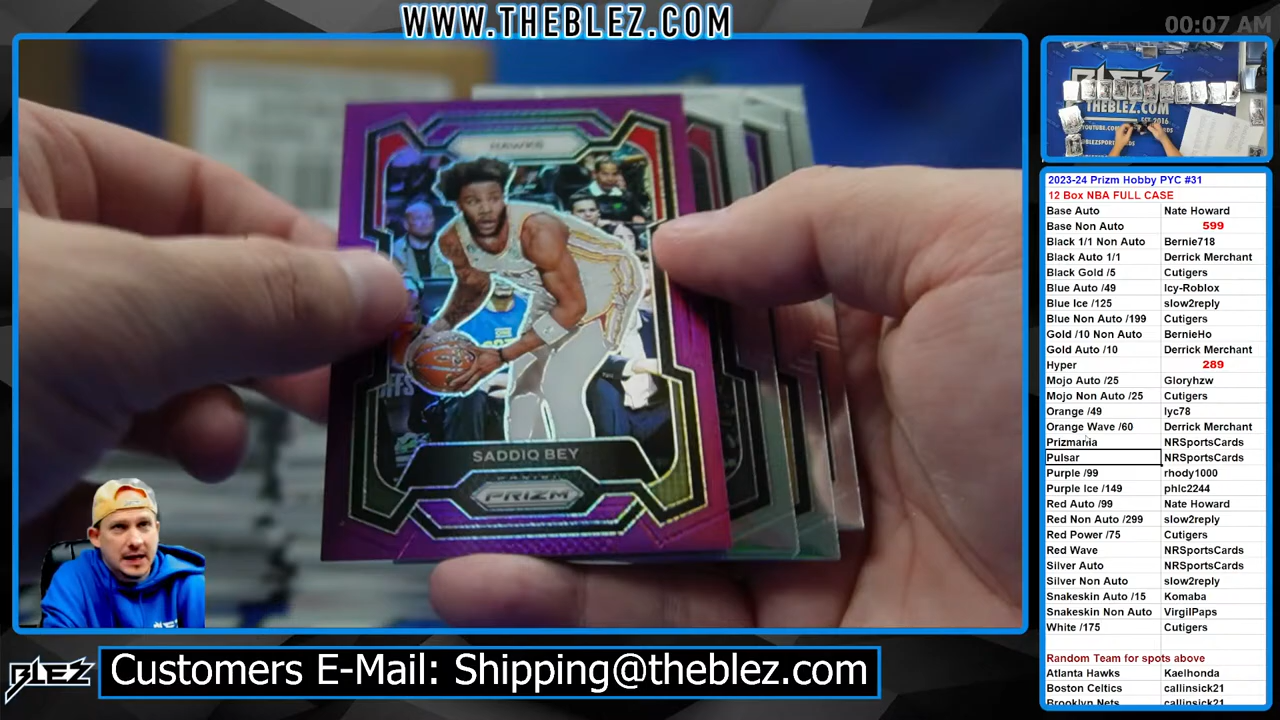 WWW.THEBLEZ.COM
00:07 AM
HAWKS
SADDIQ BEY
PANINI
PRIZM
BLEZ
THEBLEZ.COM
EST 2016
2023-24 Prizm Hobby PYC #31
12 Box NBA FULL CASE
Base Auto Nate Howard
Base Non Auto 599
Black 1/1 Non Auto Bernie718
Black Auto 1/1 Derrick Merchant
Black Gold /5 Cutigers
Blue Auto /49 Icy-Roblox
Blue Ice /125 slow2reply
Blue Non Auto /199 Cutigers
Gold /10 Non Auto BernieHo
Gold Auto /10 Derrick Merchant
Hyper 289
Mojo Auto /25 Gloryhzw
Mojo Non Auto /25 Cutigers
Orange /49 lyc78
Orange Wave /60 Derrick Merchant
Prizmania NRSportsCards
Pulsar NRSportsCards
Purple /99 rhody1000
Purple Ice /149 phlc2244
Red Auto /99 Nate Howard
Red Non Auto /299 slow2reply
Red Power /75 Cutigers
Red Wave NRSportsCards
Silver Auto NRSportsCards
Silver Non Auto slow2reply
Snakeskin Auto /15 Komaba
Snakeskin Non Auto VirgilPaps
White /175 Cutigers
Random Team for spots above
Atlanta Hawks Kaelhonda
Boston Celtics callinsick21
Brooklyn Nets callinsick21
BLEZ
Customers E-Mail: Shipping@theblez.com